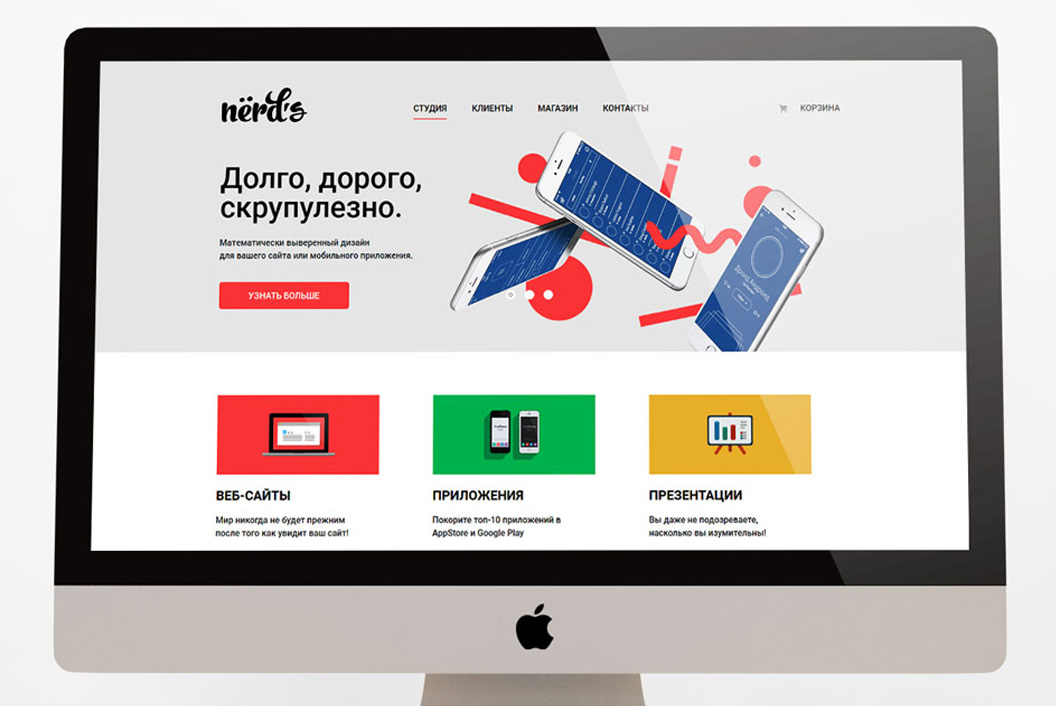 nërd's
СТУДИЯ КЛИЕНТЫ МАГАЗИН КОНТАКТЫ КОРЗИНА
Долго, дорого,
скрупулезно.
Математически выверенный дизайн
для вашего сайта или мобильного приложения.
УЗНАТЬ БОЛЬШЕ
ВЕБ-САЙТЫ ПРИЛОЖЕНИЯ ПРЕЗЕНТАЦИИ
Мир никогда не будет прежним
после того как увидит ваш сайт!
Покорите топ-10 приложений в
AppStore и Google Play
Вы даже не подозреваете,
насколько вы изумительны!